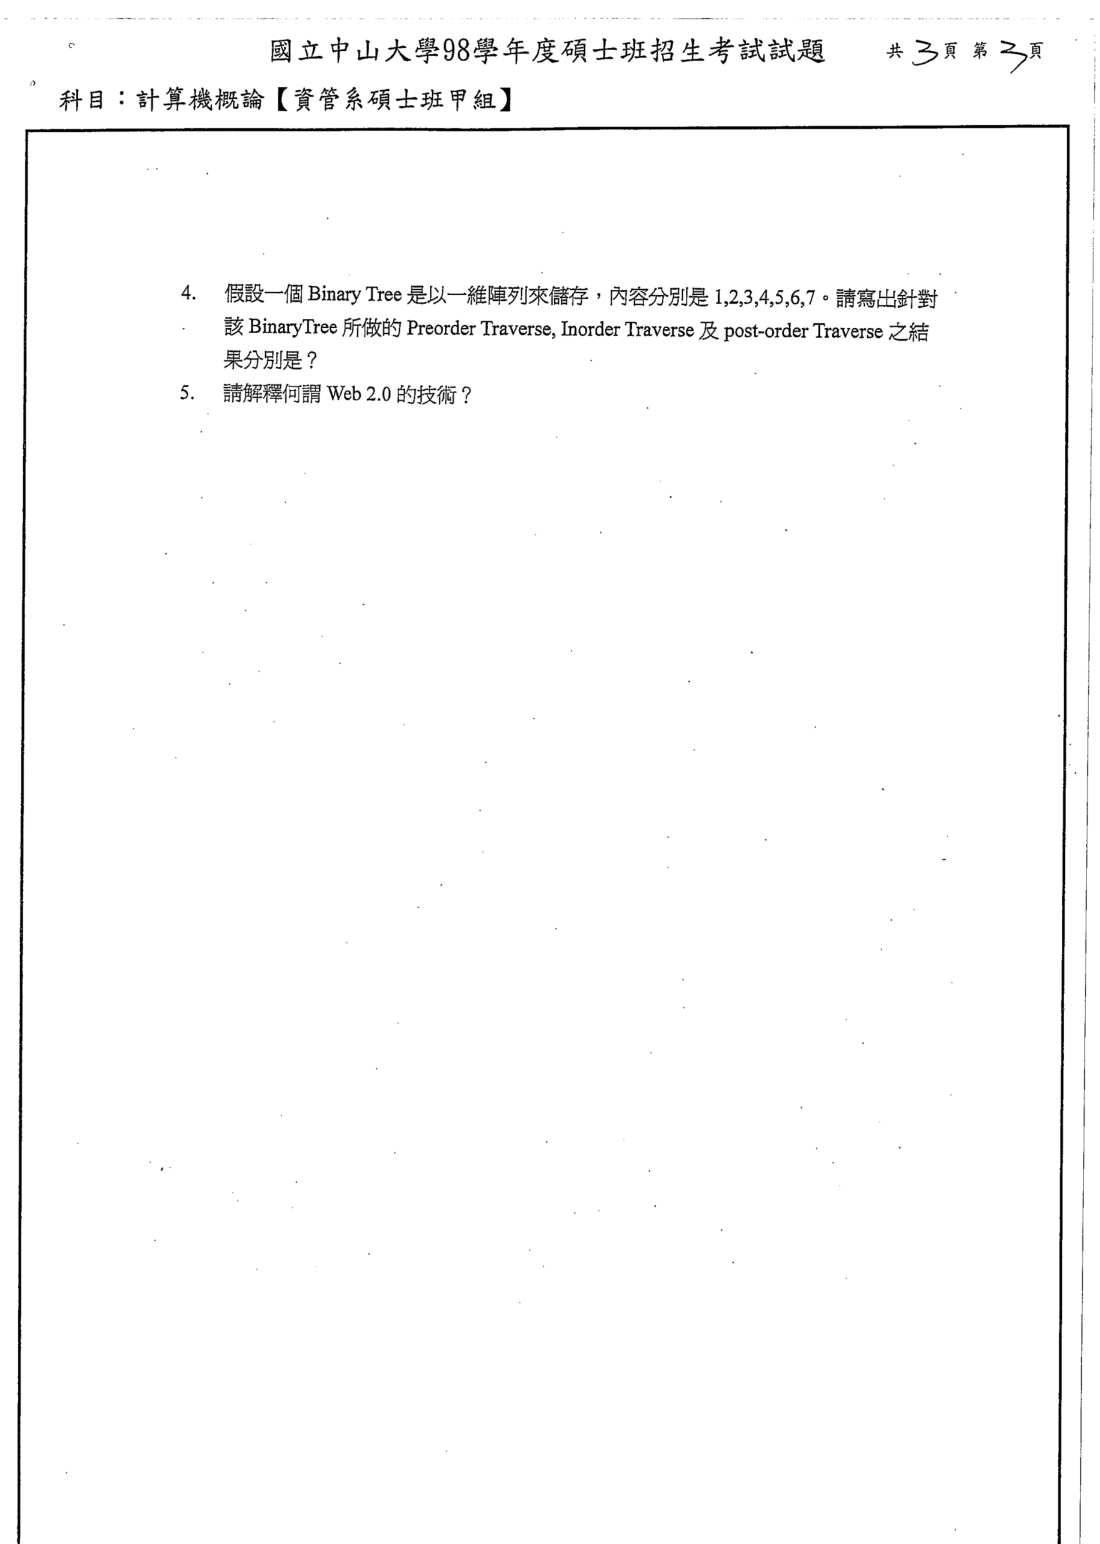 國立中山大學98學年度碩士班招生考試試題 共3頁 第3頁
科目：計算機概論【資管系碩士班甲組】
4. 假設一個 Binary Tree 是以一維陣列來儲存，內容分別是 1,2,3,4,5,6,7。請寫出針對
該 BinaryTree 所做的 Preorder Traverse, Inorder Traverse 及 post-order Traverse 之結
果分別是？
5. 請解釋何謂 Web 2.0 的技術？